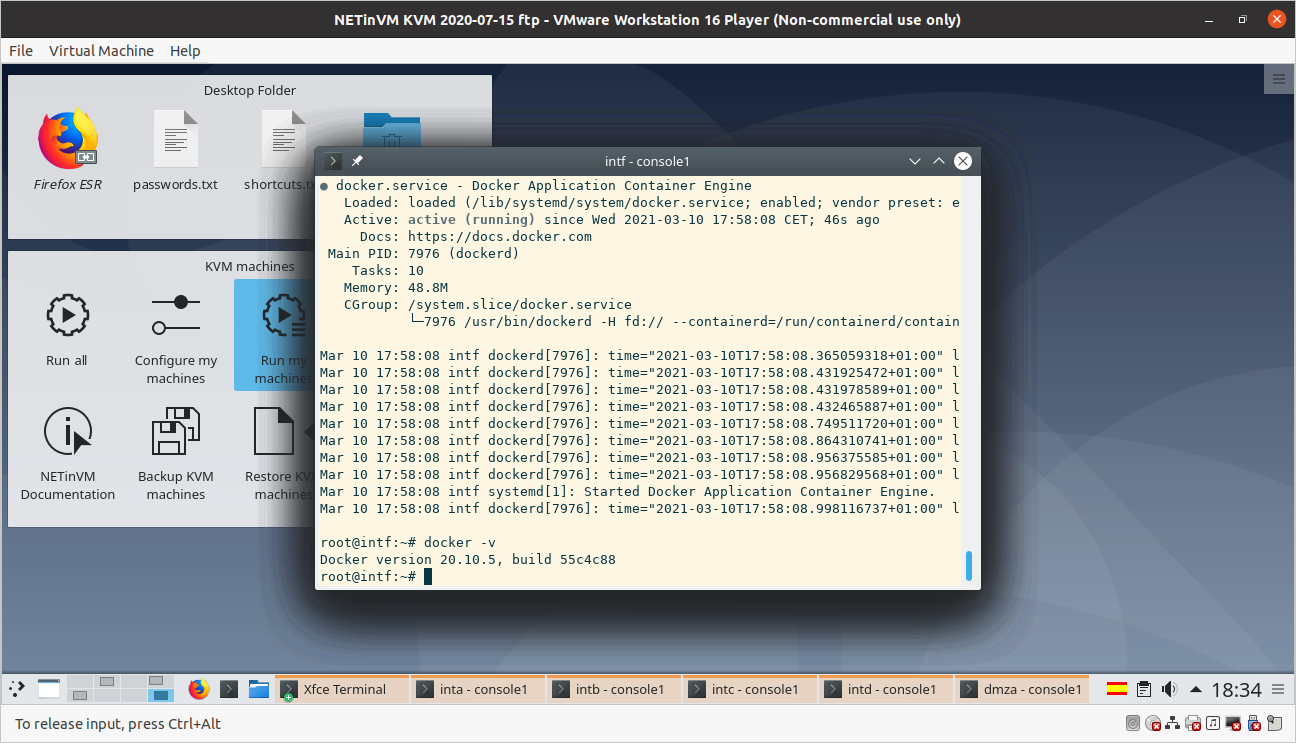 NETinVM KVM 2020-07-15 ftp - VMware Workstation 16 Player (Non-commercial use only)
File Virtual Machine Help
Desktop Folder
Firefox ESR
passwords.txt
shortcuts.tx
intf - console1
● docker.service - Docker Application Container Engine
Loaded: loaded (/lib/systemd/system/docker.service; enabled; vendor preset: e
Active: active (running) since Wed 2021-03-10 17:58:08 CET; 46s ago
Docs: https://docs.docker.com
Main PID: 7976 (dockerd)
Tasks: 10
Memory: 48.8M
CGroup: /system.slice/docker.service
└─7976 /usr/bin/dockerd -H fd:// --containerd=/run/containerd/contain
Mar 10 17:58:08 intf dockerd[7976]: time="2021-03-10T17:58:08.365059318+01:00" l
Mar 10 17:58:08 intf dockerd[7976]: time="2021-03-10T17:58:08.431925472+01:00" l
Mar 10 17:58:08 intf dockerd[7976]: time="2021-03-10T17:58:08.431978589+01:00" l
Mar 10 17:58:08 intf dockerd[7976]: time="2021-03-10T17:58:08.432465887+01:00" l
Mar 10 17:58:08 intf dockerd[7976]: time="2021-03-10T17:58:08.749511720+01:00" l
Mar 10 17:58:08 intf dockerd[7976]: time="2021-03-10T17:58:08.864310741+01:00" l
Mar 10 17:58:08 intf dockerd[7976]: time="2021-03-10T17:58:08.956375585+01:00" l
Mar 10 17:58:08 intf dockerd[7976]: time="2021-03-10T17:58:08.956829568+01:00" l
Mar 10 17:58:08 intf systemd[1]: Started Docker Application Container Engine.
Mar 10 17:58:08 intf dockerd[7976]: time="2021-03-10T17:58:08.998116737+01:00" l
root@intf:~# docker -v
Docker version 20.10.5, build 55c4c88
root@intf:~#
KVM machines
Run all
Configure my
machines
Run my
machines
NETinVM
Documentation
Backup KVM
machines
Restore KV
machines
Xfce Terminal
inta - console1
intb - console1
intc - console1
intd - console1
dmza - console1
18:34
To release input, press Ctrl+Alt